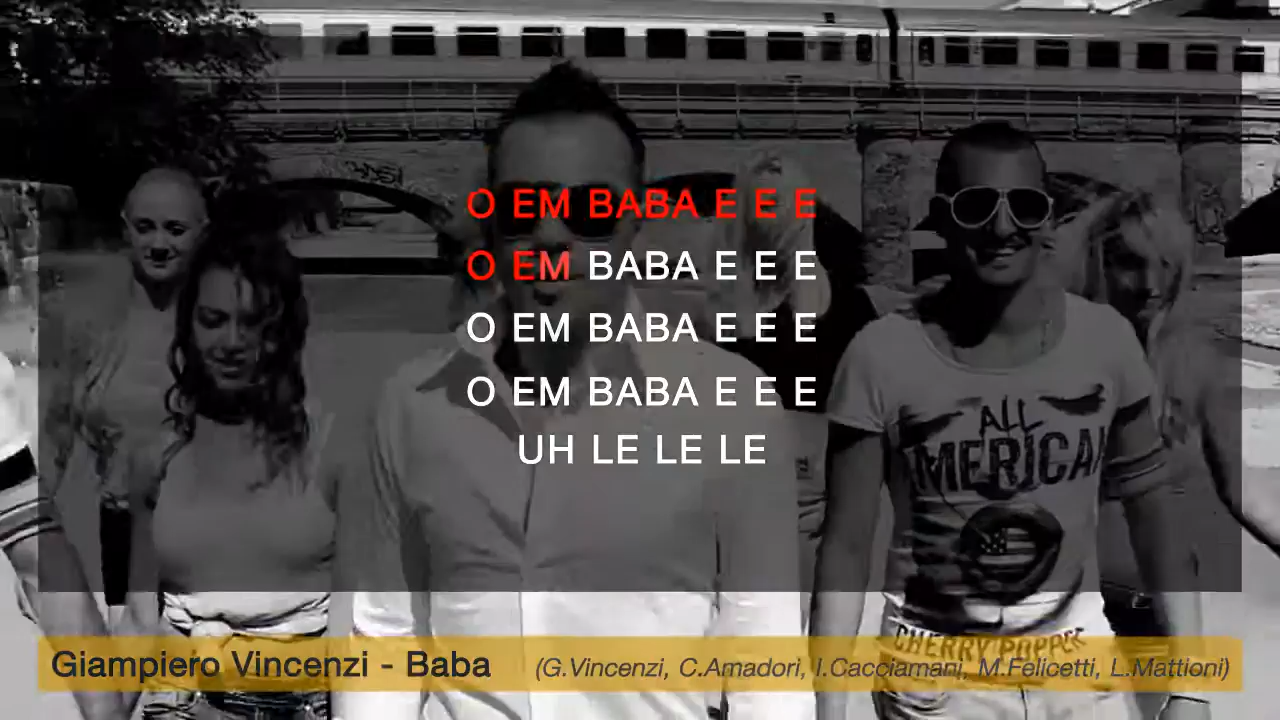 O EM BABA E E E
O EM BABA E E E
O EM BABA E E E
O EM BABA E E E
UH LE LE LE
ALL
MERICAN
CHERRY POPPER
Giampiero Vincenzi - Baba (G.Vincenzi, C.Amadori, I.Cacciamani, M.Felicetti, L.Mattioni)